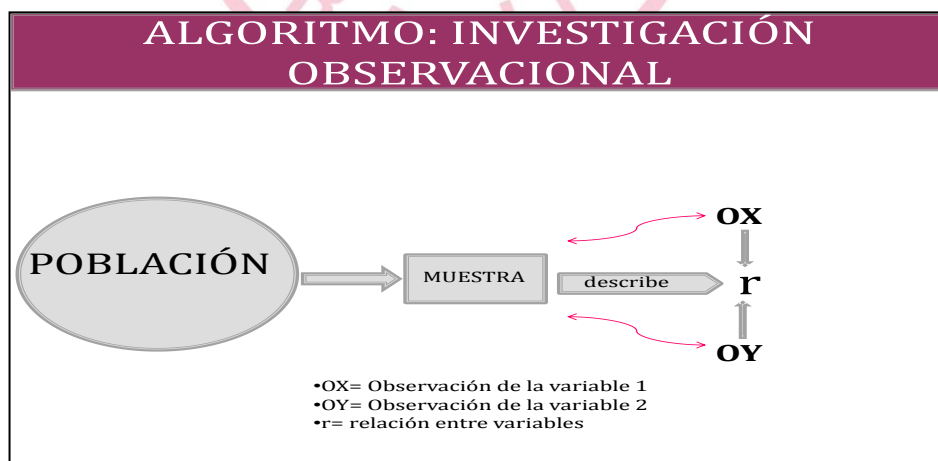 ALGORITMO: INVESTIGACIÓN
OBSERVACIONAL
OX
POBLACIÓN
MUESTRA
describe
r
OY
•OX= Observación de la variable 1
•OY= Observación de la variable 2
•r= relación entre variables